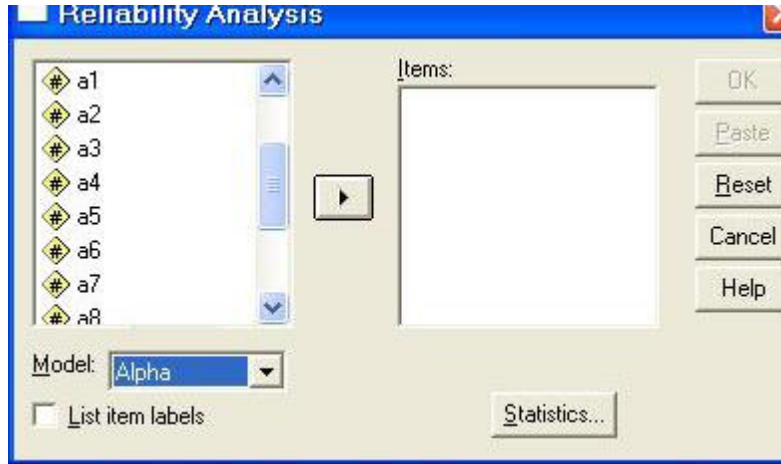 Reliability Analysis
a1
a2
a3
a4
a5
a6
a7
a8
Model:
Alpha
List item labels
Items:
Statistics...
OK
Paste
Reset
Cancel
Help